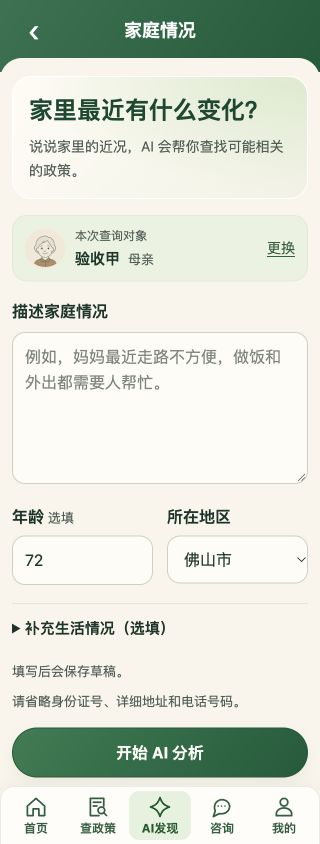 家庭情况
家里最近有什么变化？
说说家里的近况，AI 会帮你查找可能相关
的政策。
本次查询对象
验收甲 母亲
更换
描述家庭情况
例如，妈妈最近走路不方便，做饭和
外出都需要人帮忙。
年龄 选填
所在地区
72
佛山市
补充生活情况（选填）
填写后会保存草稿。
请省略身份证号、详细地址和电话号码。
开始 AI 分析
首页
查政策
AI发现
咨询
我的